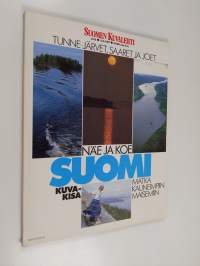 SUOMEN KUVALEHTI
TUNNE JÄRVET, SAARET JA JOET
NÄE JA KOE
SUOMI
KUVA-
KISA
MATKA
KAUNEIMPIIN
MAISEMIIN